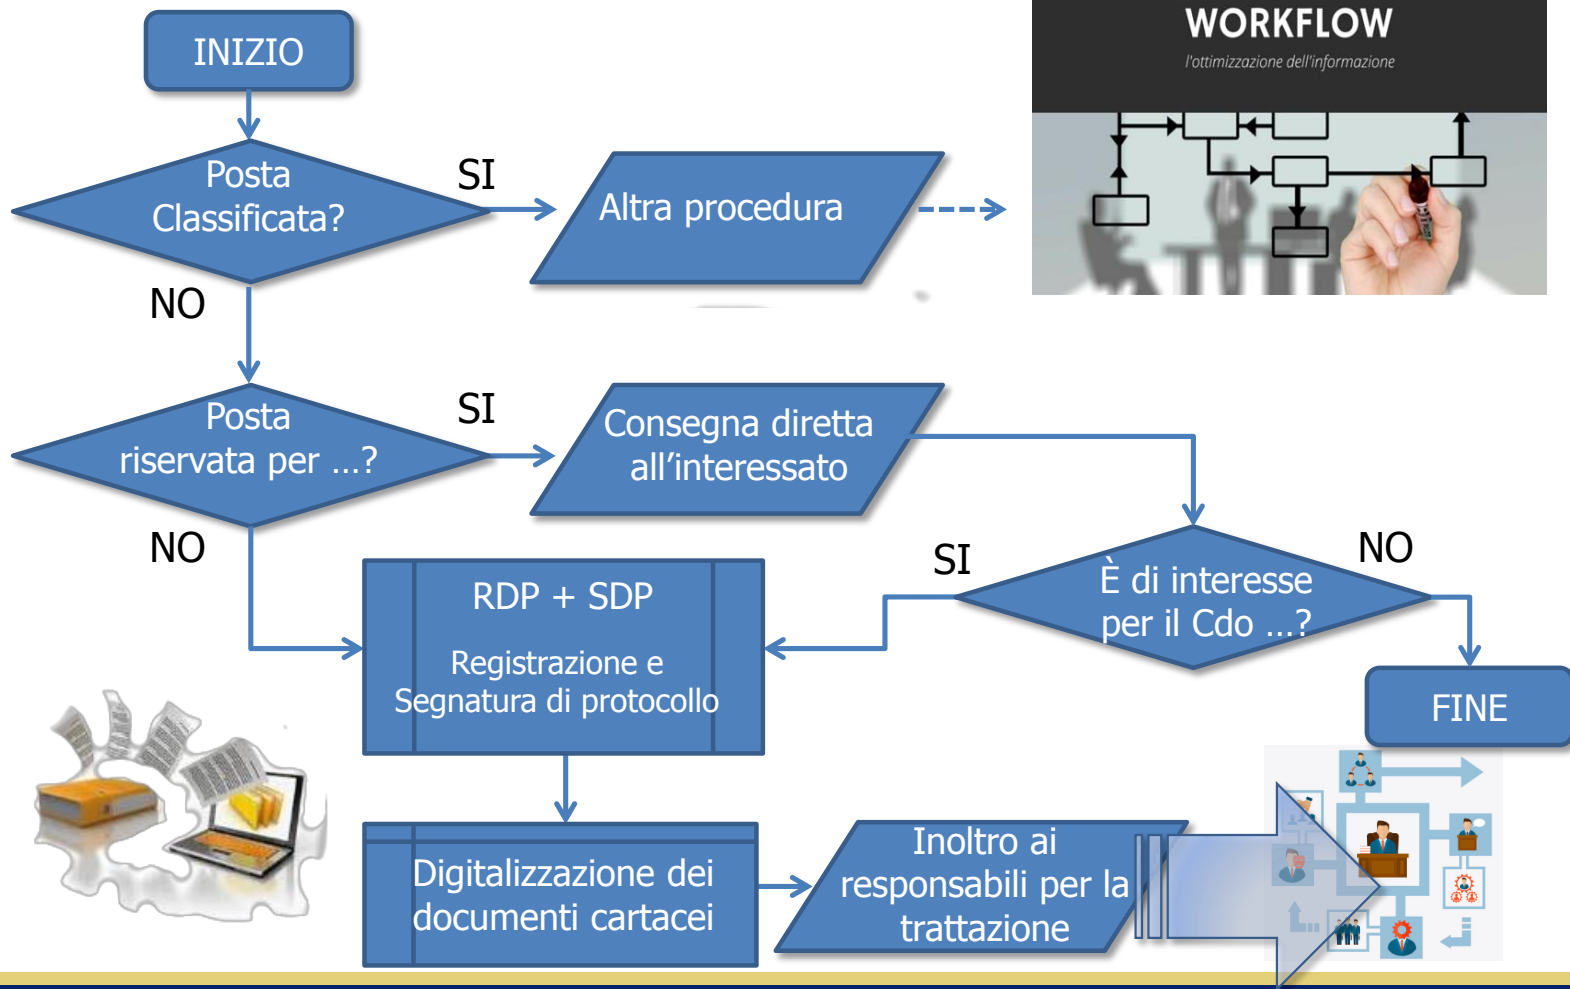 INIZIO
WORKFLOW
l'ottimizzazione dell'informazione
Posta
Classificata?
SI
Altra procedura
NO
Posta
riservata per ...?
SI
Consegna diretta
all’interessato
NO
SI
È di interesse
per il Cdo ...?
NO
RDP + SDP
Registrazione e
Segnatura di protocollo
FINE
Digitalizzazione dei
documenti cartacei
Inoltro ai
responsabili per la
trattazione